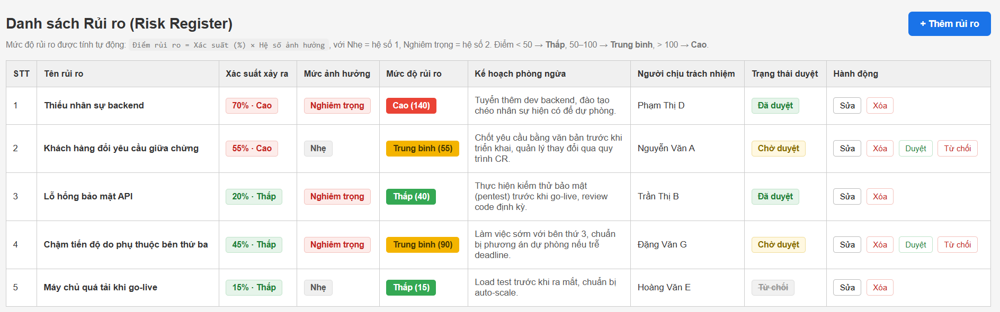 Danh sách Rủi ro (Risk Register)
+ Thêm rủi ro
Mức độ rủi ro được tính tự động: Điểm rủi ro = Xác suất (%) × Hệ số ảnh hưởng, với Nhẹ = hệ số 1, Nghiêm trọng = hệ số 2. Điểm < 50 → Thấp, 50–100 → Trung bình, > 100 → Cao.
STT Tên rủi ro Xác suất xảy ra Mức ảnh hưởng Mức độ rủi ro Kế hoạch phòng ngừa Người chịu trách nhiệm Trạng thái duyệt Hành động
1 Thiếu nhân sự backend 70% · Cao Nghiêm trọng Cao (140) Tuyển thêm dev backend, đào tạo
chéo nhân sự hiện có để dự phòng. Phạm Thị D Đã duyệt Sửa Xóa
2 Khách hàng đổi yêu cầu giữa chừng 55% · Cao Nhẹ Trung bình (55) Chốt yêu cầu bằng văn bản trước khi
triển khai, quản lý thay đổi qua quy
trình CR. Nguyễn Văn A Chờ duyệt Sửa Xóa Duyệt Từ chối
3 Lỗ hổng bảo mật API 20% · Thấp Nghiêm trọng Thấp (40) Thực hiện kiểm thử bảo mật
(pentest) trước khi go-live, review
code định kỳ. Trần Thị B Đã duyệt Sửa Xóa
4 Chậm tiến độ do phụ thuộc bên thứ ba 45% · Thấp Nghiêm trọng Trung bình (90) Làm việc sớm với bên thứ 3, chuẩn
bị phương án dự phòng nếu trễ
deadline. Đặng Văn G Chờ duyệt Sửa Xóa Duyệt Từ chối
5 Máy chủ quá tải khi go-live 15% · Thấp Nhẹ Thấp (15) Load test trước khi ra mắt, chuẩn bị
auto-scale. Hoàng Văn E Từ chối Sửa Xóa